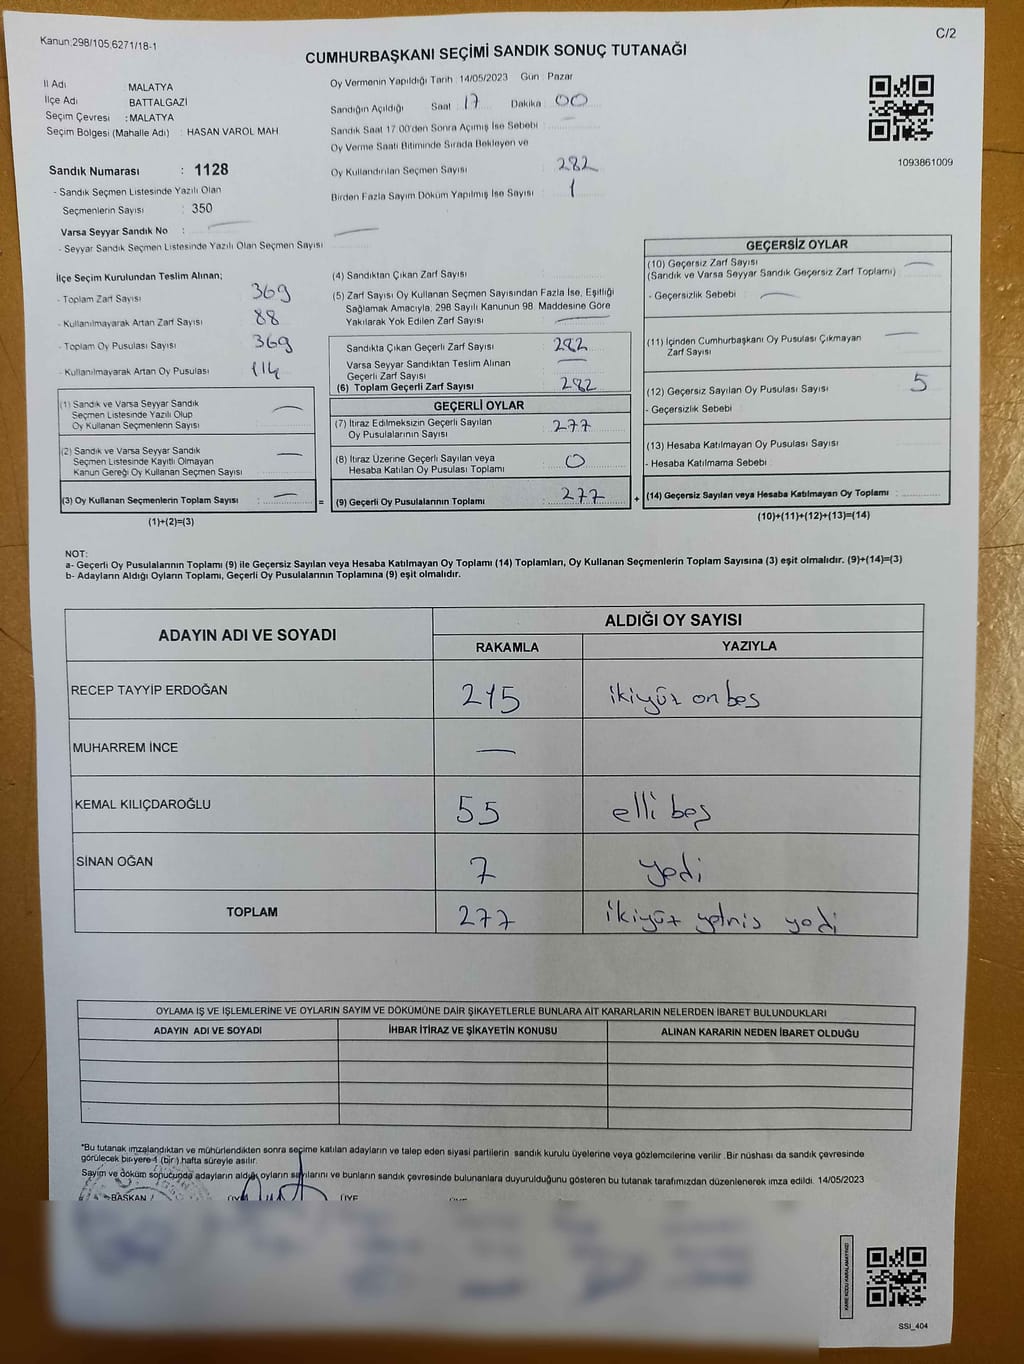 Kanun:298/105,6271/18-1
C/2
CUMHURBAŞKANI SEÇİMİ SANDIK SONUÇ TUTANAĞI
İl Adı MALATYA
İlçe Adı BATTALGAZİ
Seçim Çevresi : MALATYA
Seçim Bölgesi (Mahalle Adı) : HASAN VAROL MAH
Sandık Numarası : 1128
- Sandık Seçmen Listesinde Yazılı Olan
Seçmenlerin Sayısı : 350
Varsa Seyyar Sandık No :
- Seyyar Sandık Seçmen Listesinde Yazılı Olan Seçmen Sayısı
Oy Vermenin Yapıldığı Tarih 14/05/2023 Gün : Pazar
Sandığın Açıldığı Saat 17 Dakika 00
Sandık Saat 17:00'den Sonra Açımış İse Sebebi :
Oy Verme Saati Bitiminde Sırada Bekleyen ve
Oy Kullandırılan Seçmen Sayısı 282
Birden Fazla Sayım Döküm Yapılmış İse Sayısı : 1
1093861009
İlçe Seçim Kurulundan Teslim Alınan;
- Toplam Zarf Sayısı 369
- Kullanılmayarak Artan Zarf Sayısı 88
- Toplam Oy Pusulası Sayısı 369
- Kullanılmayarak Artan Oy Pusulası 114
(1) Sandık ve Varsa Seyyar Sandık
Seçmen Listesinde Yazılı Olup
Oy Kullanan Seçmenlerin Sayısı
(2) Sandık ve Varsa Seyyar Sandık
Seçmen Listesinde Kayıtlı Olmayan
Kanun Gereği Oy Kullanan Seçmen Sayısı
(3) Oy Kullanan Seçmenlerin Toplam Sayısı :
(1)+(2)=(3)
(4) Sandıktan Çıkan Zarf Sayısı
(5) Zarf Sayısı Oy Kullanan Seçmen Sayısından Fazla İse, Eşitliği
Sağlamak Amacıyla, 298 Sayılı Kanunun 98. Maddesine Göre
Yakılarak Yok Edilen Zarf Sayısı
Sandıkta Çıkan Geçerli Zarf Sayısı 282
Varsa Seyyar Sandıktan Teslim Alınan
Geçerli Zarf Sayısı
(6) Toplam Geçerli Zarf Sayısı 282
GEÇERLİ OYLAR
(7) İtiraz Edilmeksizin Geçerli Sayılan
Oy Pusulalarının Sayısı 277
(8) İtiraz Üzerine Geçerli Sayılan veya
Hesaba Katılan Oy Pusulası Toplamı 0
= (9) Geçerli Oy Pusulalarının Toplamı : 277
GEÇERSİZ OYLAR
(10) Geçersiz Zarf Sayısı
(Sandık ve Varsa Seyyar Sandık Geçersiz Zarf Toplamı)
- Geçersizlik Sebebi :
(11) İçinden Cumhurbaşkanı Oy Pusulası Çıkmayan
Zarf Sayısı
(12) Geçersiz Sayılan Oy Pusulası Sayısı 5
- Geçersizlik Sebebi
(13) Hesaba Katılmayan Oy Pusulası Sayısı
- Hesaba Katılmama Sebebi
+ (14) Geçersiz Sayılan veya Hesaba Katılmayan Oy Toplamı :
(10)+(11)+(12)+(13)=(14)
NOT:
a- Geçerli Oy Pusulalarının Toplamı (9) ile Geçersiz Sayılan veya Hesaba Katılmayan Oy Toplamı (14) Toplamları, Oy Kullanan Seçmenlerin Toplam Sayısına (3) eşit olmalıdır. (9)+(14)=(3)
b- Adayların Aldığı Oyların Toplamı, Geçerli Oy Pusulalarının Toplamına (9) eşit olmalıdır.
ADAYIN ADI VE SOYADI
ALDIĞI OY SAYISI
RAKAMLA YAZIYLA
RECEP TAYYİP ERDOĞAN 215 ikiyüz on beş
MUHARREM İNCE
KEMAL KILIÇDAROĞLU 55 elli beş
SİNAN OĞAN 7 yedi
TOPLAM 277 ikiyüz yetmis yedi
OYLAMA İŞ VE İŞLEMLERİNE VE OYLARIN SAYIM VE DÖKÜMÜNE DAİR ŞİKAYETLERLE BUNLARA AİT KARARLARIN NELERDEN İBARET BULUNDUKLARI
ADAYIN ADI VE SOYADI İHBAR İTİRAZ VE ŞİKAYETİN KONUSU ALINAN KARARIN NEDEN İBARET OLDUĞU
*Bu tutanak imzalandıktan ve mühürlendikten sonra seçime katılan adayların ve talep eden siyasi partilerin sandık kurulu üyelerine veya gözlemcilerine verilir. Bir nüshası da sandık çevresinde
görülecek bir yere 1 (bir) hafta süreyle asılır.
Sayım ve döküm sonucunda adayların aldığı oyların sayılarını ve bunların sandık çevresinde bulunanlara duyurulduğunu gösteren bu tutanak tarafımızdan düzenlenerek imza edildi. 14/05/2023
BAŞKAN ÜYE
KARE KODU KARALAMAYINIZ!
SSI_404